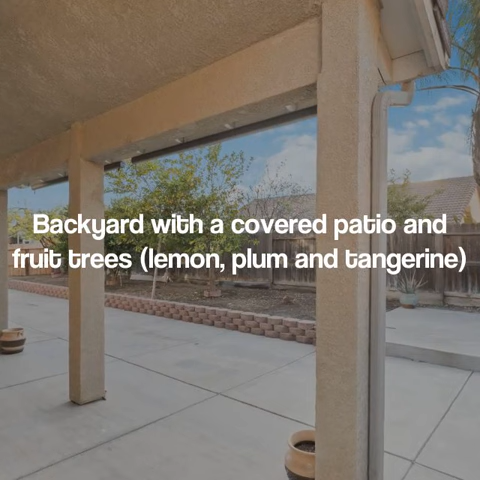 Backyard with a covered patio and
fruit trees (lemon, plum and tangerine)